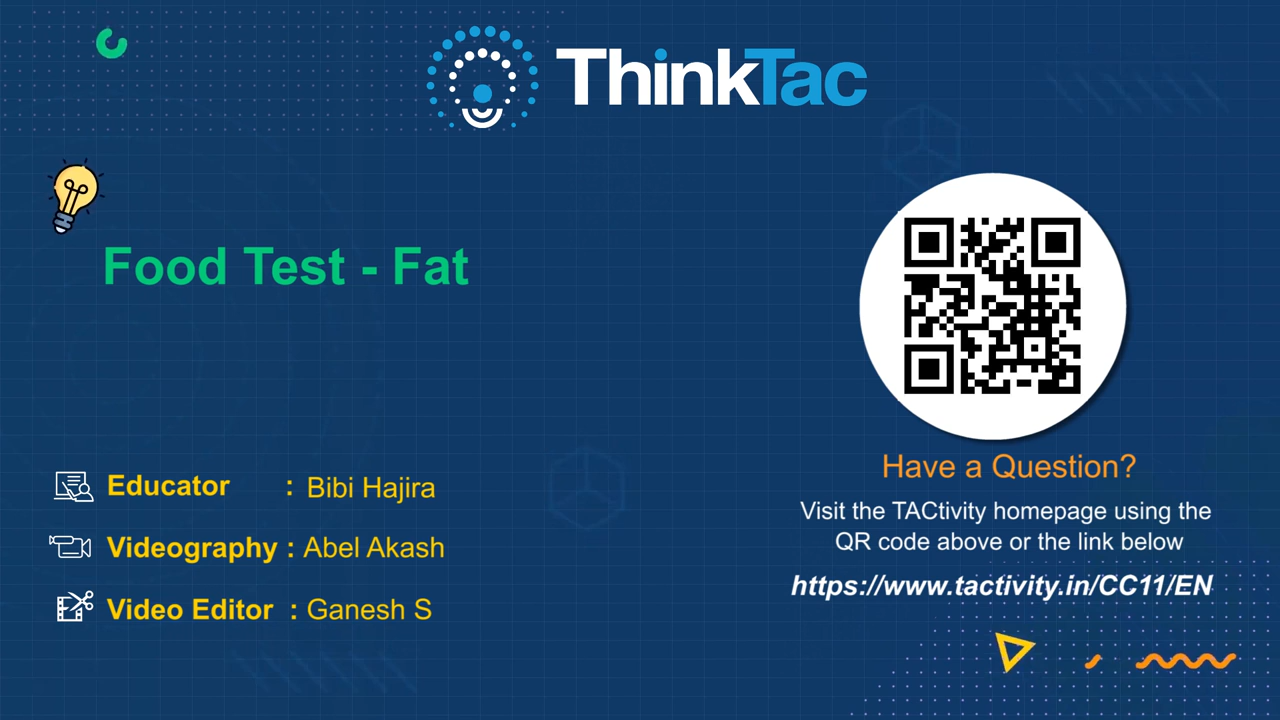 ThinkTac
Food Test - Fat
Educator : Bibi Hajira
Videography : Abel Akash
Video Editor : Ganesh S
Have a Question?
Visit the TACtivity homepage using the
QR code above or the link below
https://www.tactivity.in/CC11/EN